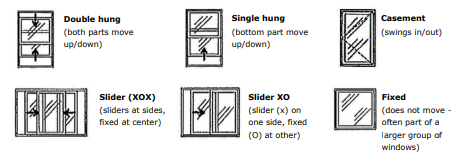 Double hung
(both parts move
up/down)
Single hung
(bottom part move
up/down)
Casement
(swings in/out)
Slider (XOX)
(sliders at sides,
fixed at center)
Slider XO
(slider (x) on
one side, fixed
(O) at other)
Fixed
(does not move -
often part of a
larger group of
windows)